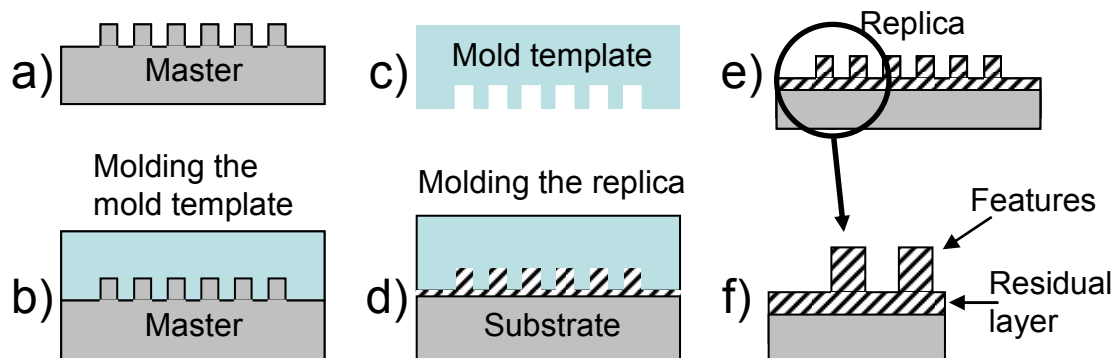 a)
Master
Molding the
mold template
b)
Master
c)
Mold template
Molding the replica
d)
Substrate
Replica
e)
Features
f)
Residual
layer